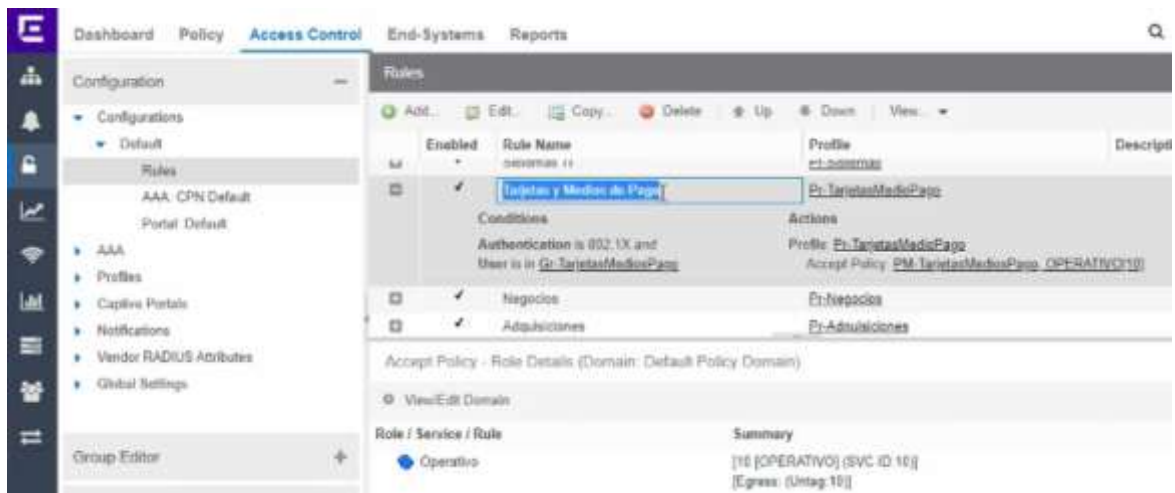 Dashboard Policy Access Control End-Systems Reports
Configuration
Configurations
Default
Rules
AAA: CPN Default
Portal: Default
AAA
Profiles
Captive Portals
Notifications
Vendor RADIUS Attributes
Global Settings
Group Editor
Rules
Add... Edit... Copy... Delete Up Down View...
Enabled Rule Name Profile Descripti
Tarjetas y Medios de Pago Pr-TarjetasMedioPago
Conditions Actions
Authentication is 802.1X and Profile: Pr-TarjetasMedioPago
User is in Gr-TarjetasMediosPago Accept Policy: PM-TarjetasMediosPago, OPERATIVO[10]
Negocios Pr-Negocios
Adquisiciones Pr-Adquisiciones
Accept Policy - Role Details (Domain: Default Policy Domain)
View/Edit Domain
Role / Service / Rule Summary
Operativo [10 [OPERATIVO] (SVC ID 10)]
[Egress: (Untag:10)]